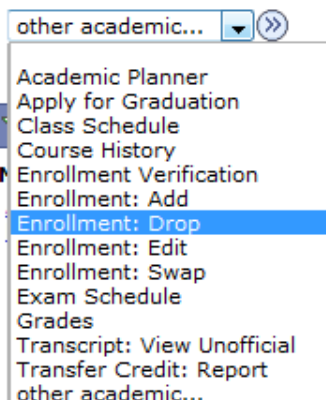 other academic...
Academic Planner
Apply for Graduation
Class Schedule
Course History
Enrollment Verification
Enrollment: Add
Enrollment: Drop
Enrollment: Edit
Enrollment: Swap
Exam Schedule
Grades
Transcript: View Unofficial
Transfer Credit: Report
other academic...